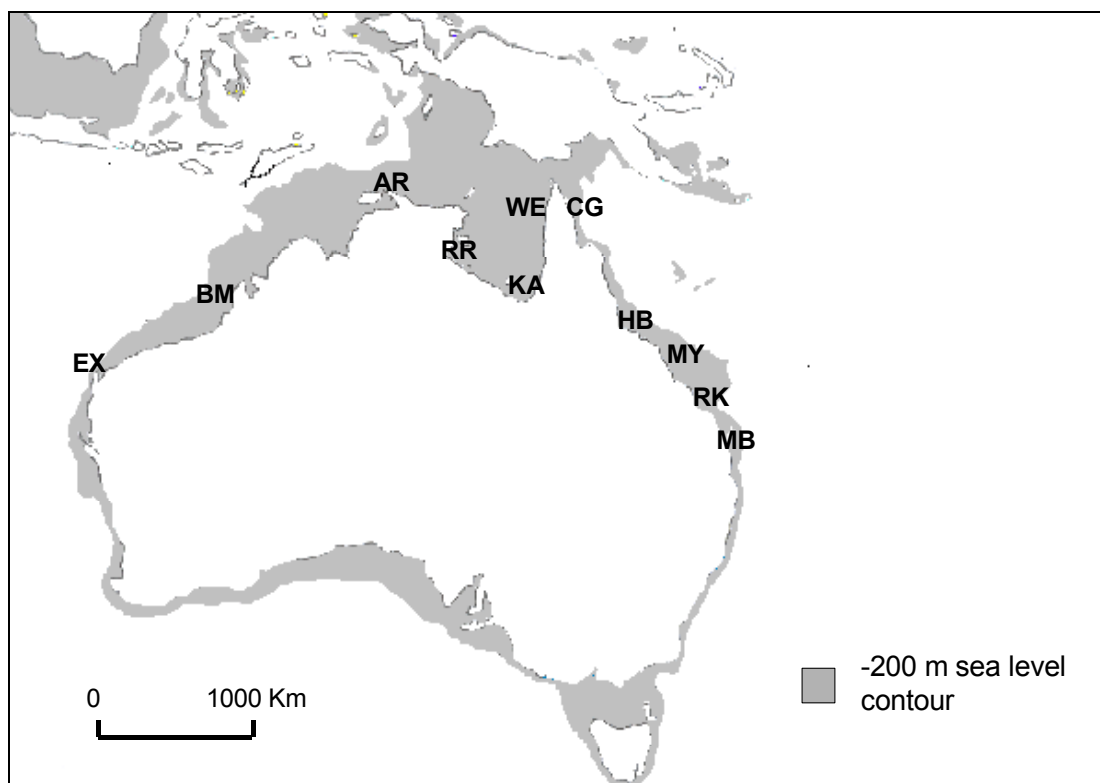 AR
WE CG
RR
KA
BM
HB
MY
EX
RK
MB
-200 m sea level
contour
0 1000 Km